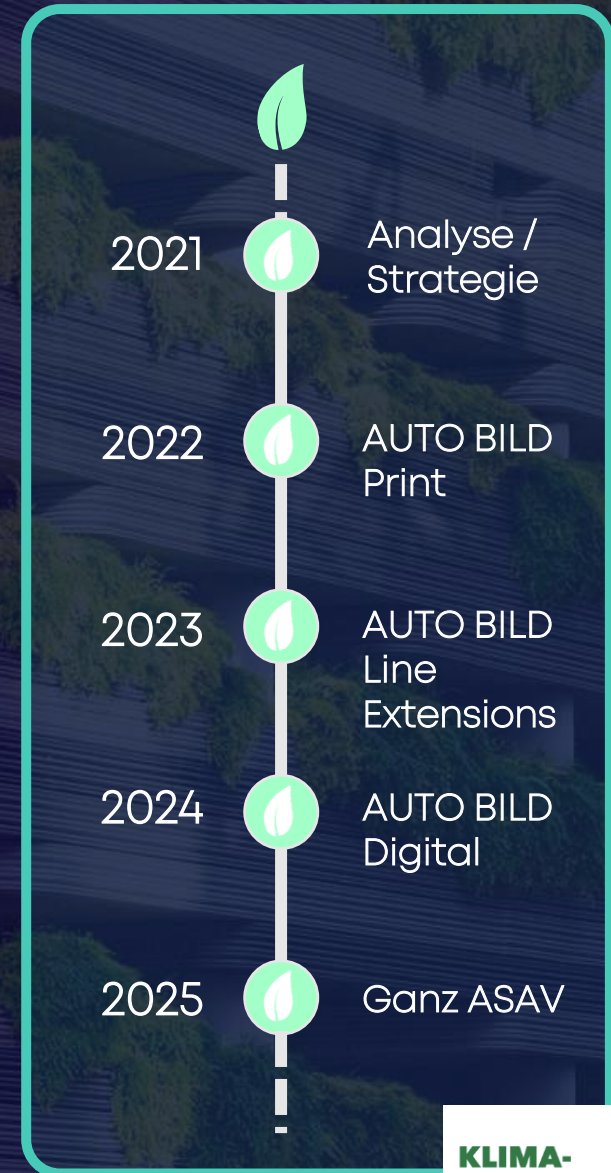 2021
Analyse /
Strategie
2022
AUTO BILD
Print
2023
AUTO BILD
Line
Extensions
2024
AUTO BILD
Digital
2025
Ganz ASAV
KLIMA-